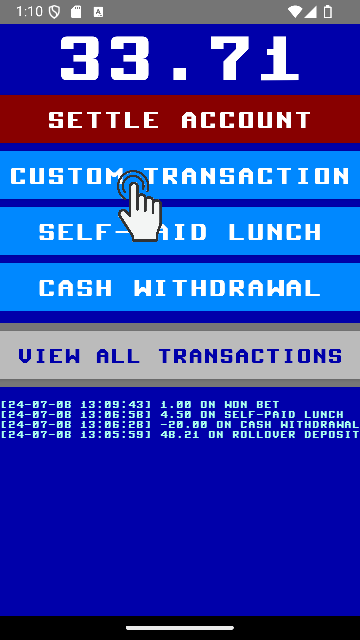 1:10
33.71
SETTLE ACCOUNT
CUSTOM TRANSACTION
SELF-PAID LUNCH
CASH WITHDRAWAL
VIEW ALL TRANSACTIONS
[24-07-08 13:09:43] 1.00 ON WON BET
[24-07-08 13:06:58] 4.50 ON SELF-PAID LUNCH
[24-07-08 13:06:28] -20.00 ON CASH WITHDRAWAL
[24-07-08 13:05:59] 48.21 ON ROLLOVER DEPOSIT